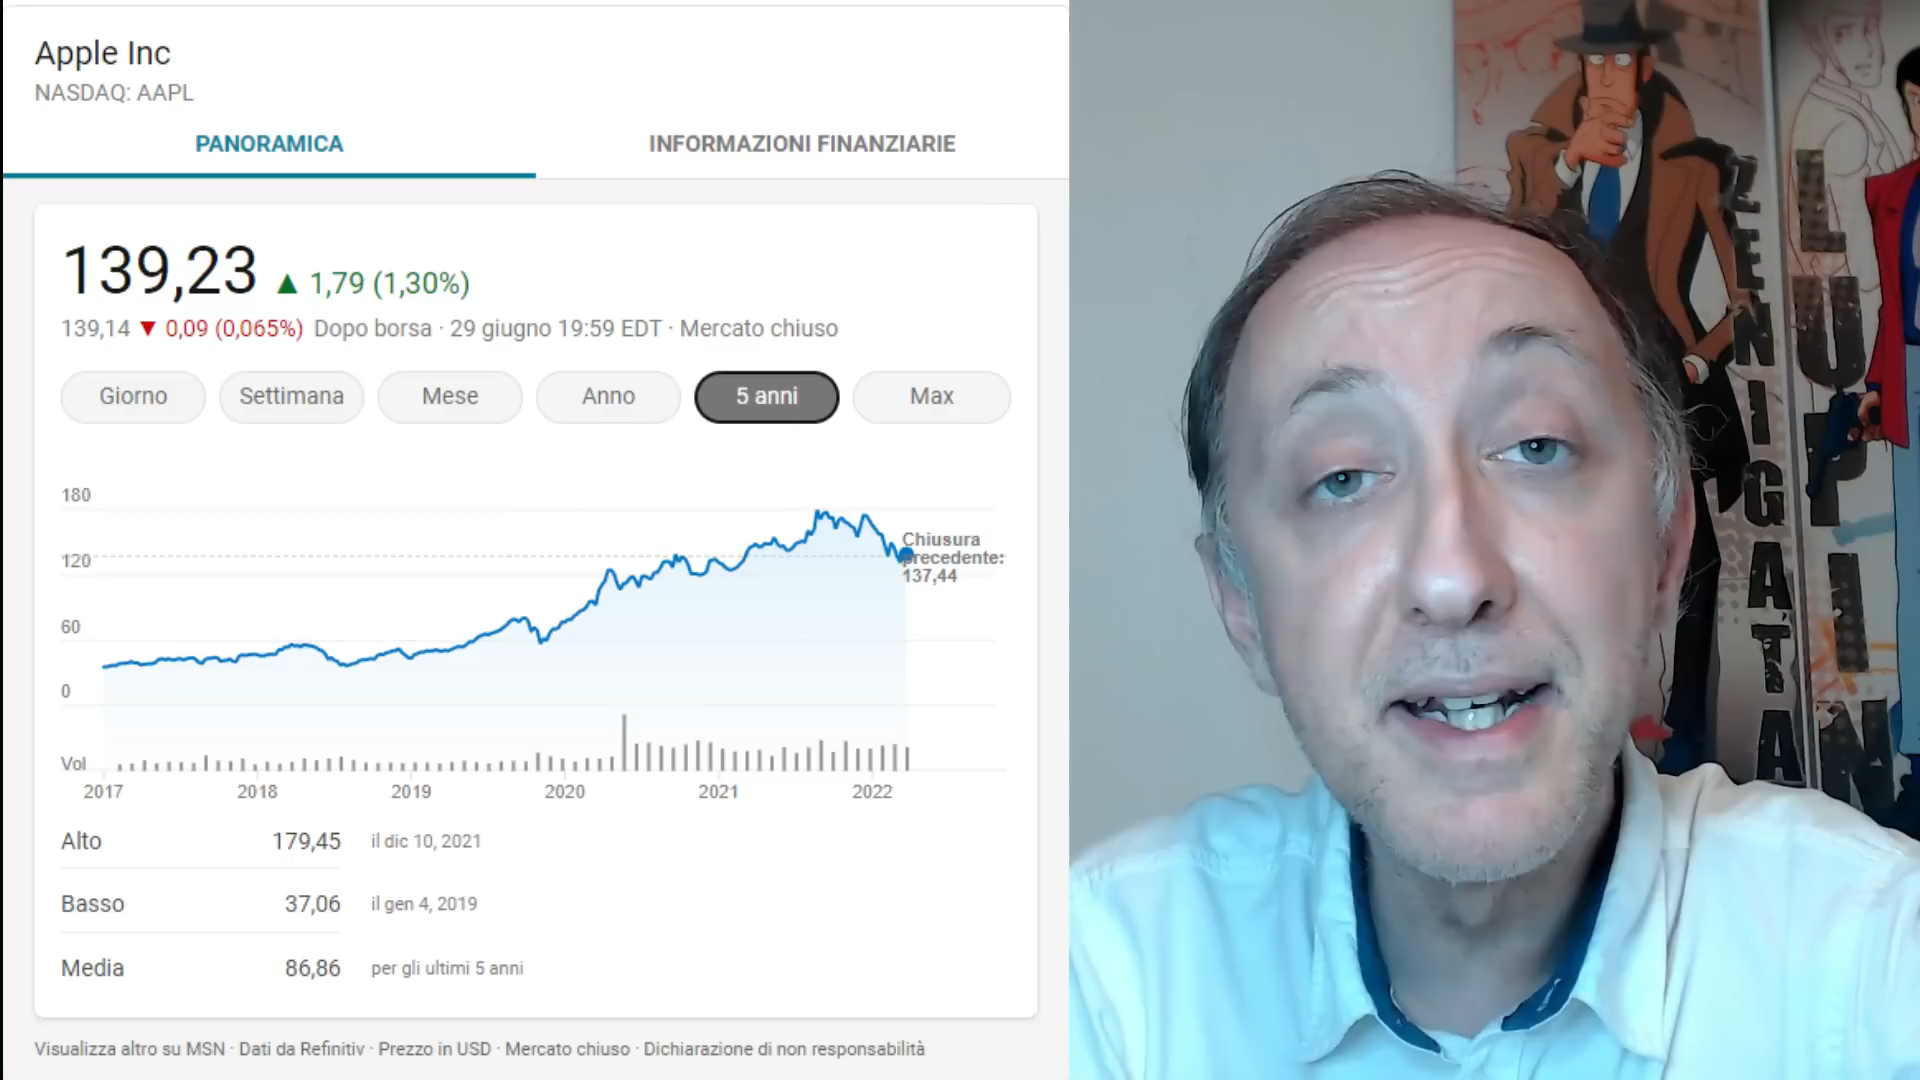 Apple Inc
NASDAQ: AAPL
PANORAMICA
INFORMAZIONI FINANZIARIE
139,23 ▲ 1,79 (1,30%)
139,14 ▼ 0,09 (0,065%) Dopo borsa · 29 giugno 19:59 EDT · Mercato chiuso
Giorno
Settimana
Mese
Anno
5 anni
Max
180
120
60
0
Vol
Chiusura
precedente:
137,44
2017
2018
2019
2020
2021
2022
Alto 179,45 il dic 10, 2021
Basso 37,06 il gen 4, 2019
Media 86,86 per gli ultimi 5 anni
Visualizza altro su MSN · Dati da Refinitiv · Prezzo in USD · Mercato chiuso · Dichiarazione di non responsabilità
ZENIGATA
LUPIN